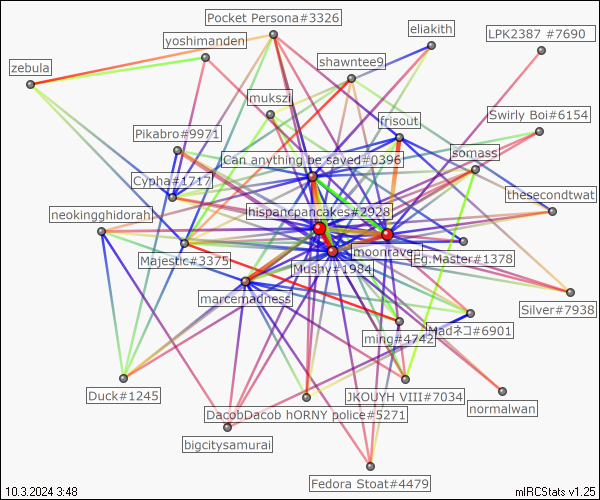 Pocket Persona#3326
eliakith
LPK2387 #7690
yoshimanden
shawntee9
zebula
mukszi
frisout
Swirly Boi#6154
Pikabro#9971
Can anything be saved#0396
somass
Cypha#1717
thesecondtwat
neokingghidorah
hispancpancakes#2928
Majestic#3375
Mushy#1984
moonraven
Eg.Master#1378
marcemadness
Silver#7938
ming#4742
Madネコ#6901
Duck#1245
JKOUYH VIII#7034
normalwan
DacobDacob hORNY police#5271
bigcitysamurai
Fedora Stoat#4479
10.3.2024 3:48
mIRCStats v1.25